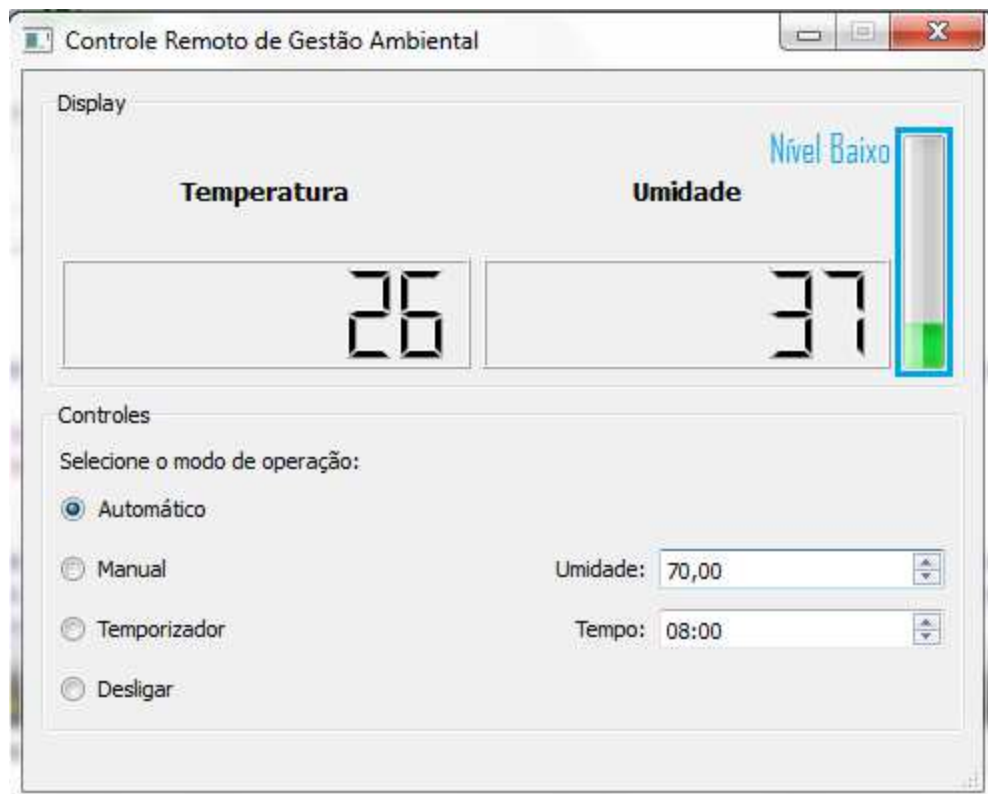 Controle Remoto de Gestão Ambiental
Display
Nível Baixo
Temperatura Umidade
26 37
Controles
Selecione o modo de operação:
Automático
Manual Umidade: 70,00
Temporizador Tempo: 08:00
Desligar